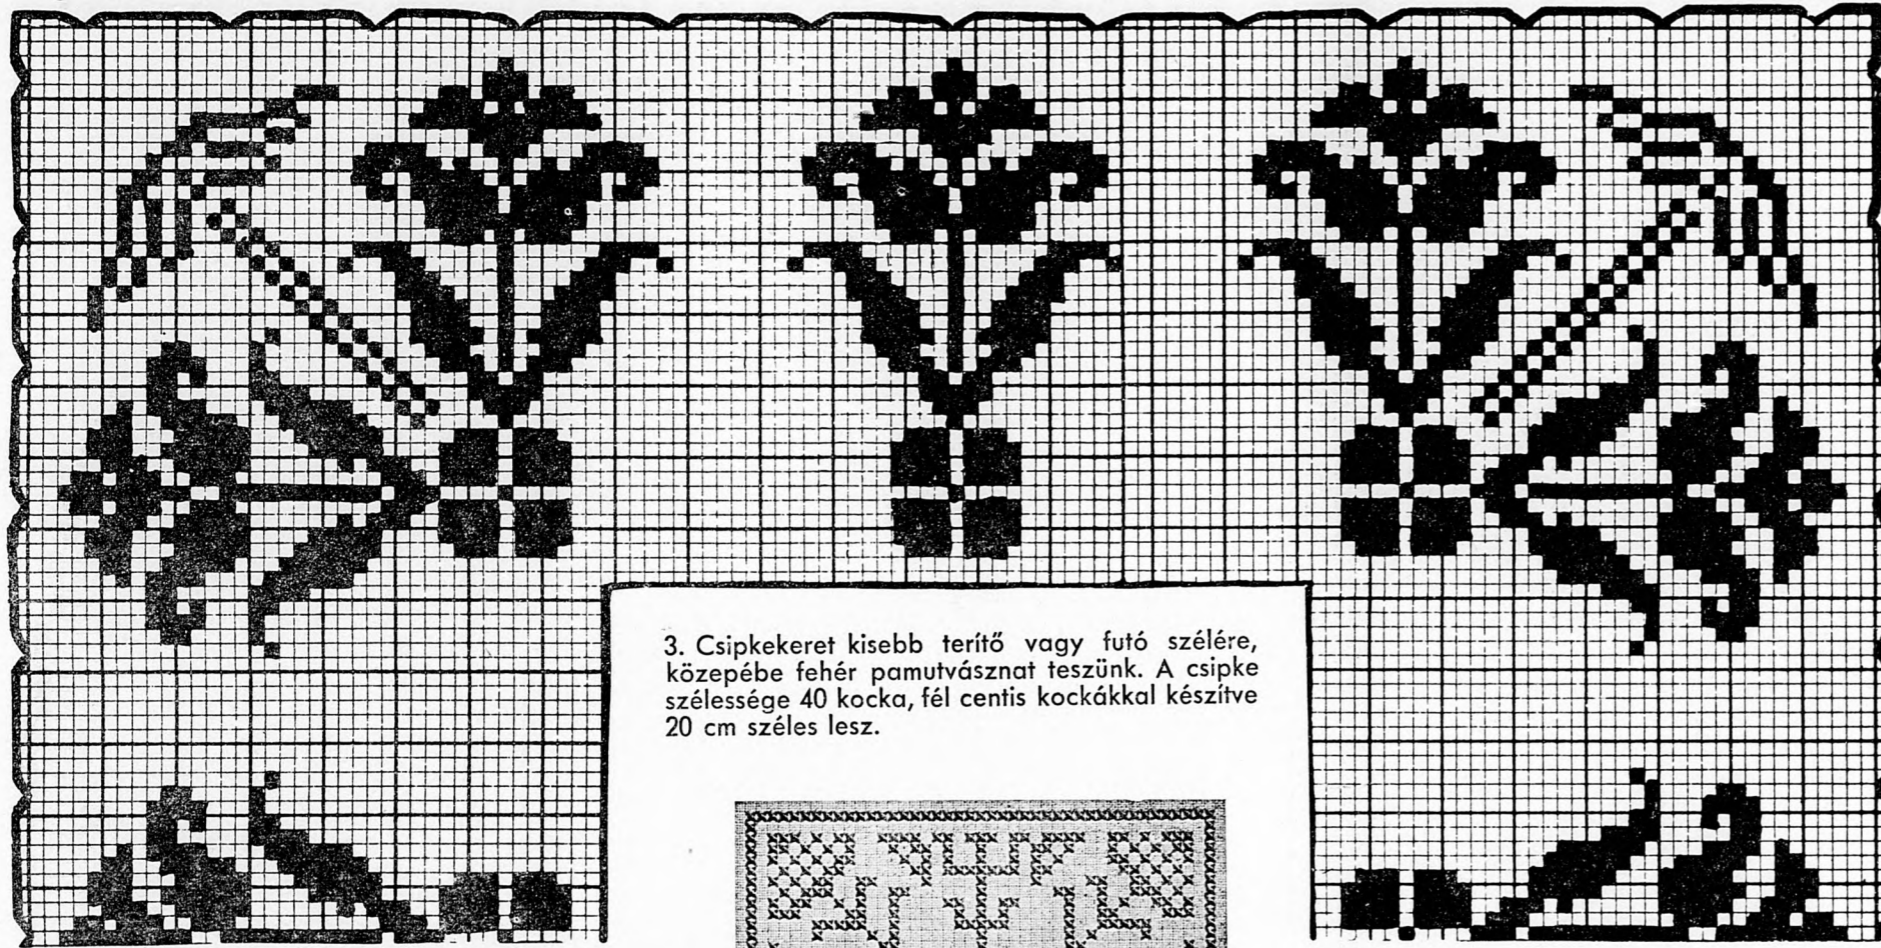 3. Csipkekeret kisebb terítő vagy futó szélére,
közepébe fehér pamutvásznat teszünk. A csipke
szélessége 40 kocka, fél centis kockákkal készítve
20 cm széles lesz.